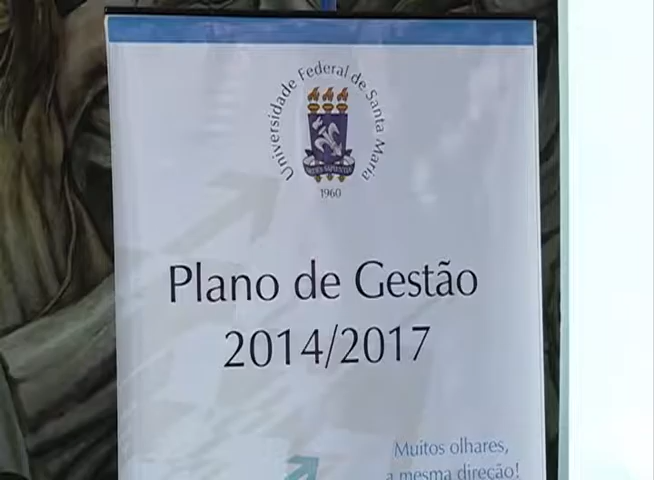 Universidade Federal de Santa Maria
1960
Plano de Gestão
2014/2017
Muitos olhares,
a mesma direção!